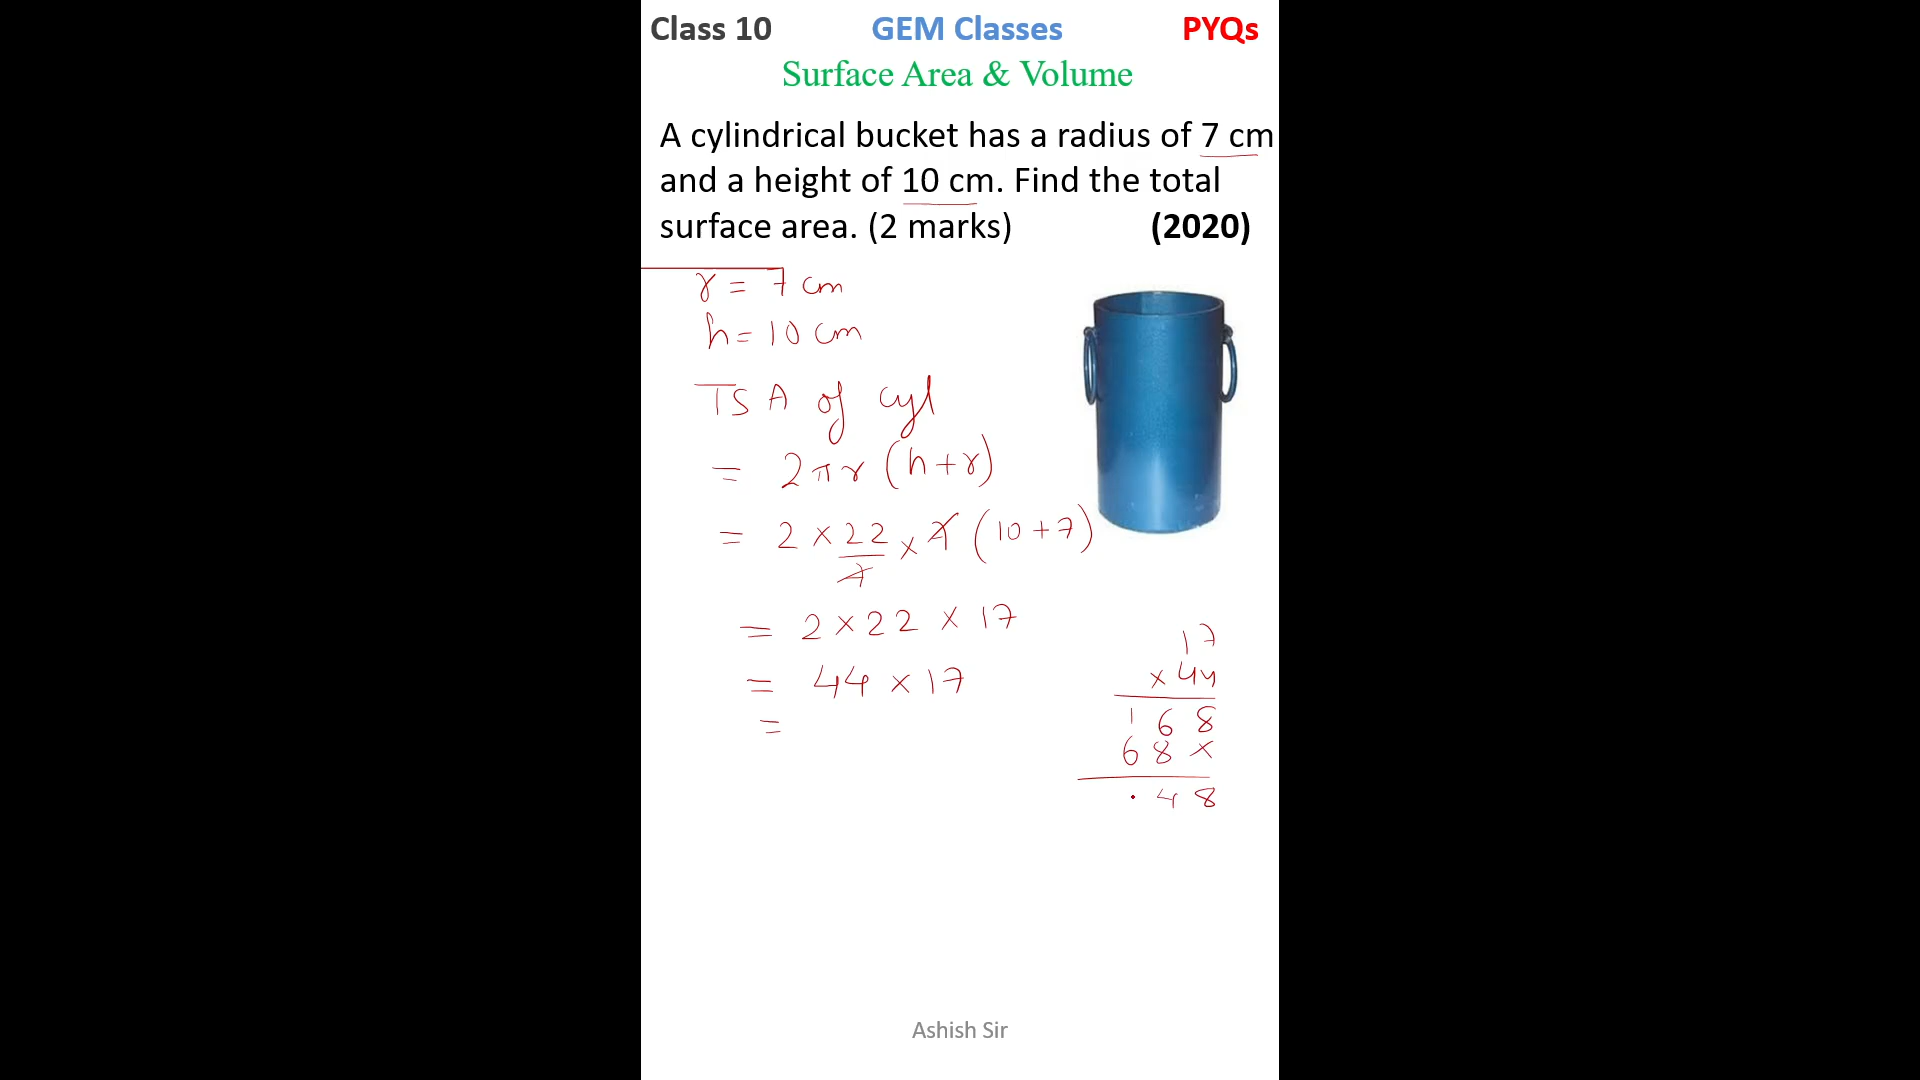 Class 10 GEM Classes PYQs
Surface Area & Volume
A cylindrical bucket has a radius of 7 cm
and a height of 10 cm. Find the total
surface area. (2 marks) (2020)
r = 7 cm
h = 10 cm
TSA of cyl
= 2πr (h+r)
= 2 × 22/7 × 7 (10+7)
= 2 × 22 × 17
= 44 × 17
=
17
× 44
168
68×
48
Ashish Sir